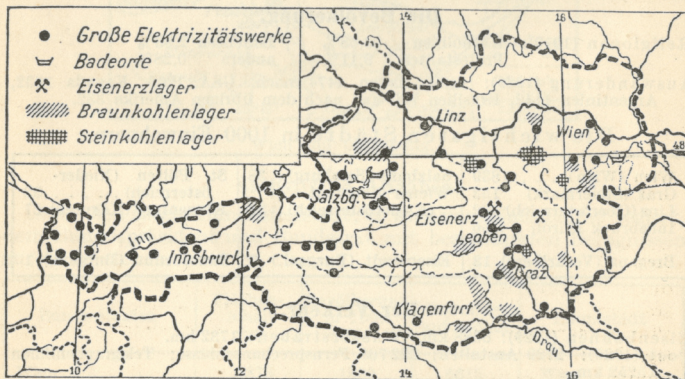 Große Elektrizitätswerke
Badeorte
Eisenerzlager
Braunkohlenlager
Steinkohlenlager
14
16
Linz
Wien
48
Salzbg.
Eisenerz
Leoben
Inn
Innsbruck
Graz
Klagenfurt
Drau
10
12
14
16